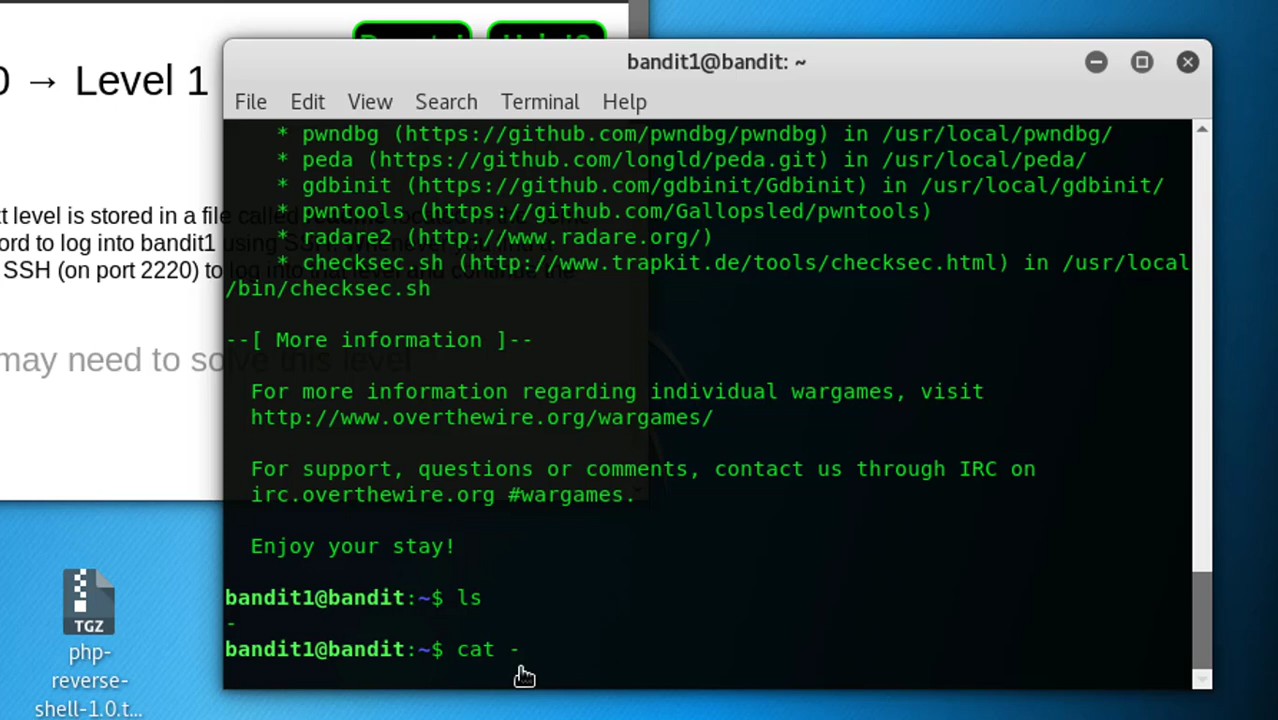 0 → Level 1
bandit1@bandit: ~
File Edit View Search Terminal Help
* pwndbg (https://github.com/pwndbg/pwndbg) in /usr/local/pwndbg/
* peda (https://github.com/longld/peda.git) in /usr/local/peda/
* gdbinit (https://github.com/gdbinit/Gdbinit) in /usr/local/gdbinit/
* pwntools (https://github.com/Gallopsled/pwntools)
* radare2 (http://www.radare.org/)
* checksec.sh (http://www.trapkit.de/tools/checksec.html) in /usr/local
/bin/checksec.sh
--[ More information ]--
For more information regarding individual wargames, visit
http://www.overthewire.org/wargames/
For support, questions or comments, contact us through IRC on
irc.overthewire.org #wargames.
Enjoy your stay!
bandit1@bandit:~$ ls
-
bandit1@bandit:~$ cat -
t level is stored in a file called
ord to log into bandit1 using SSH.
SSH (on port 2220) to log into that level and continue the
may need to solve this level
TGZ
php-
reverse-
shell-1.0.t...